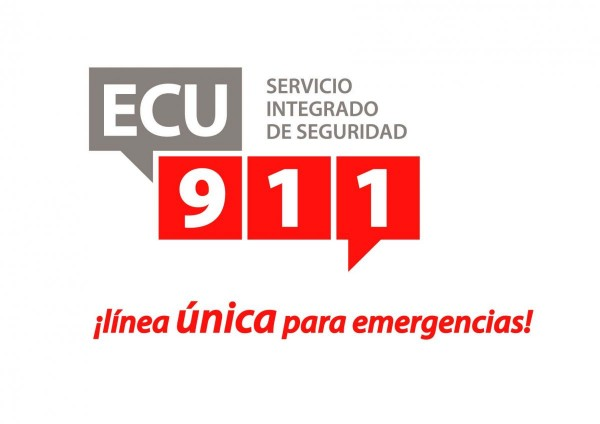 ECU
SERVICIO
INTEGRADO
DE SEGURIDAD
911
¡línea única para emergencias!